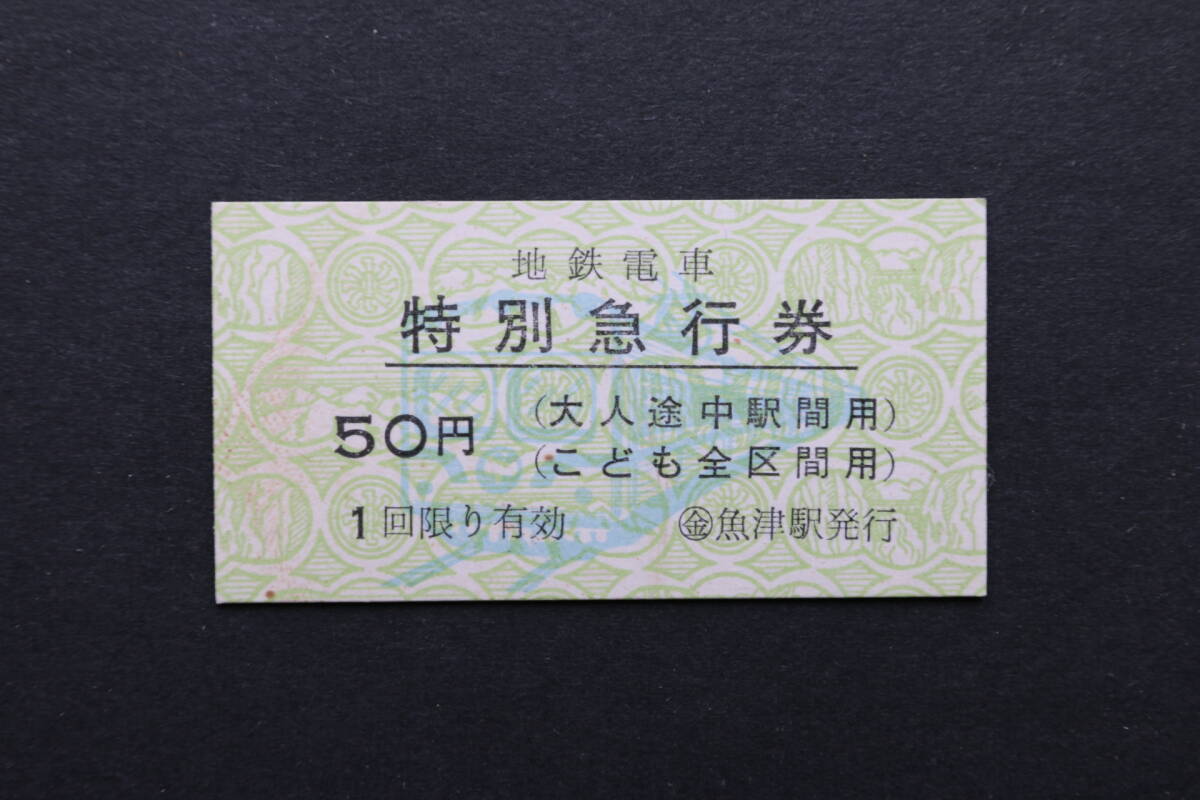 地鉄電車
特別急行券
50円 (大人途中駅間用)
(こども全区間用)
1回限り有効 ㊎魚津駅発行